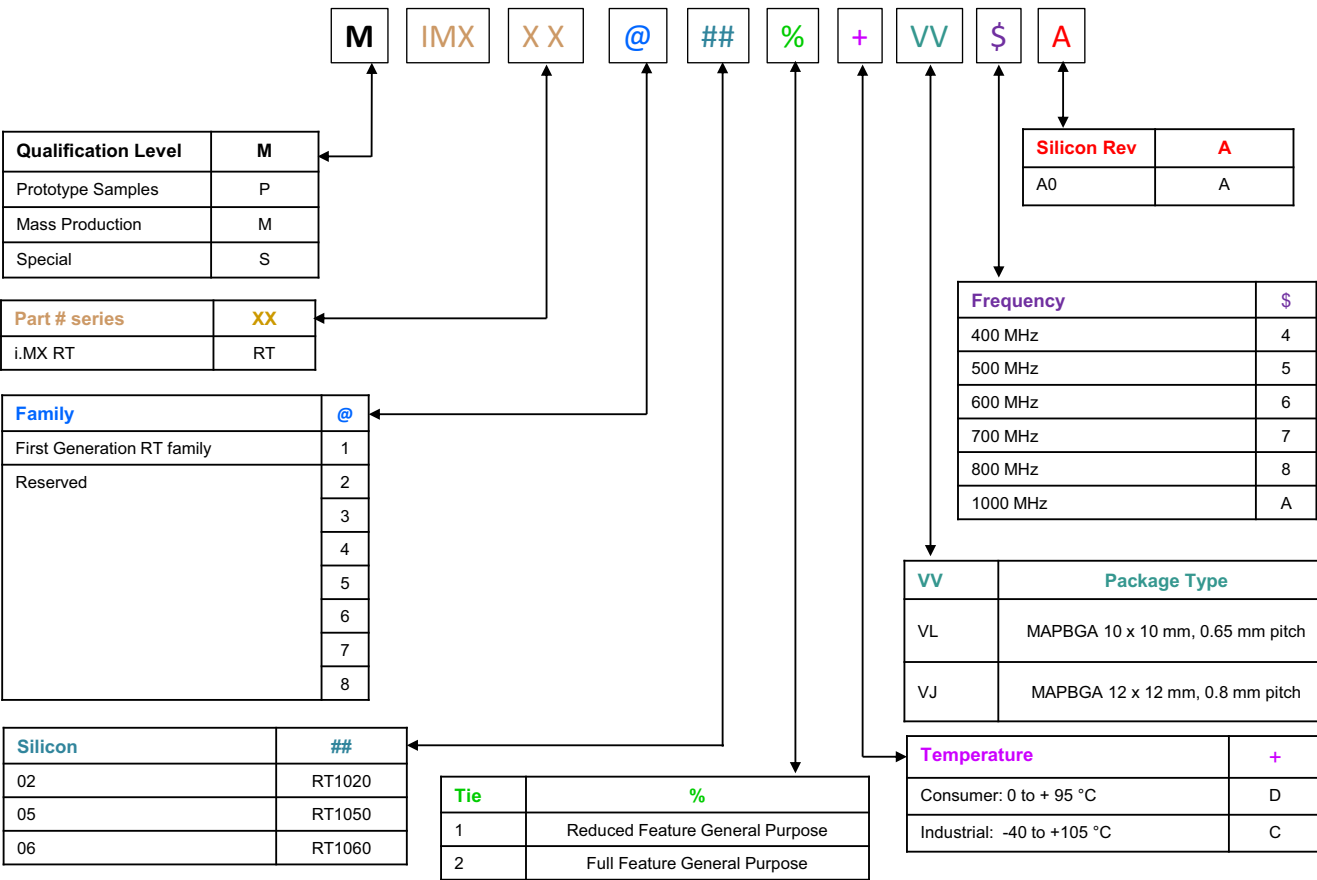 M IMX X X @ ## % + VV $ A
Qualification Level M
Prototype Samples P
Mass Production M
Special S
Part # series XX
i.MX RT RT
Family @
First Generation RT family 1
Reserved 2
3
4
5
6
7
8
Silicon ##
02 RT1020
05 RT1050
06 RT1060
Tie %
1 Reduced Feature General Purpose
2 Full Feature General Purpose
Silicon Rev A
A0 A
Frequency $
400 MHz 4
500 MHz 5
600 MHz 6
700 MHz 7
800 MHz 8
1000 MHz A
VV Package Type
VL MAPBGA 10 x 10 mm, 0.65 mm pitch
VJ MAPBGA 12 x 12 mm, 0.8 mm pitch
Temperature +
Consumer: 0 to + 95 °C D
Industrial: -40 to +105 °C C